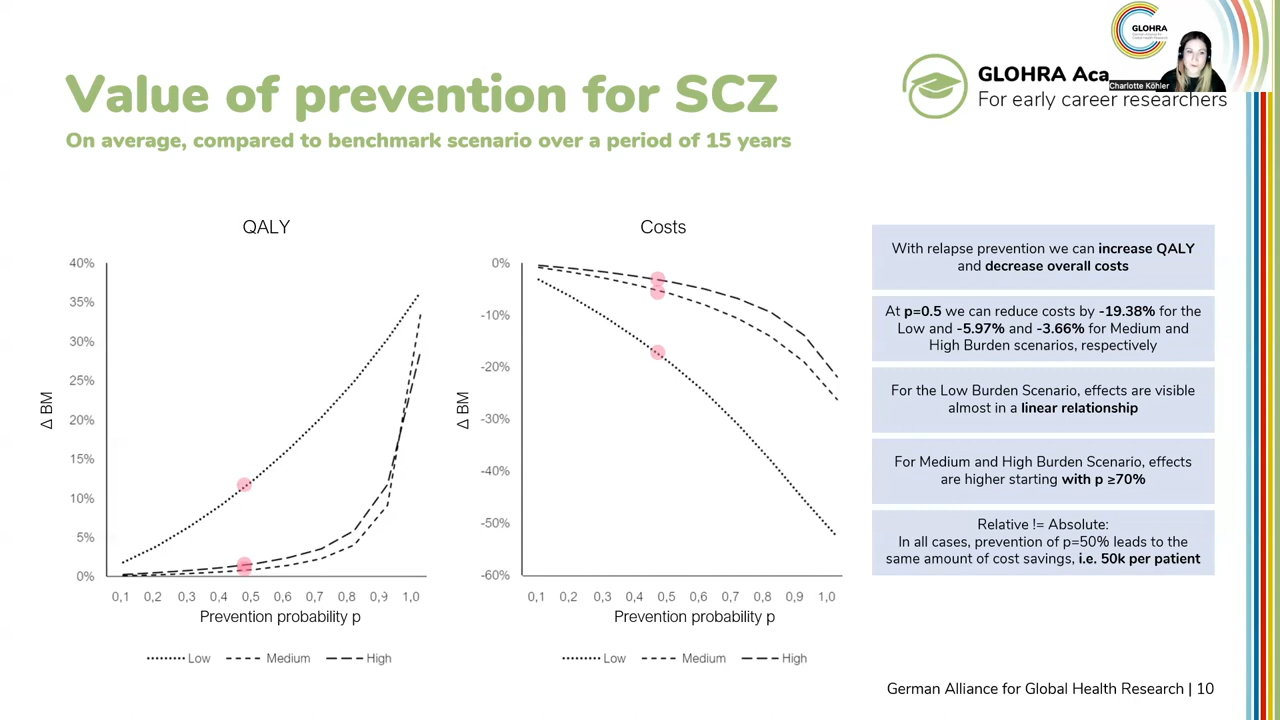 Value of prevention for SCZ
On average, compared to benchmark scenario over a period of 15 years
GLOHRA
GLOHRA Aca
For early career researchers
Charlotte Köhler
QALY
40%
35%
30%
25%
20%
15%
10%
5%
0%
Δ BM
0,1 0,2 0,3 0,4 0,5 0,6 0,7 0,8 0,9 1,0
Prevention probability p
Low Medium High
Costs
0%
-10%
-20%
-30%
-40%
-50%
-60%
Δ BM
0,1 0,2 0,3 0,4 0,5 0,6 0,7 0,8 0,9 1,0
Prevention probability p
Low Medium High
With relapse prevention we can increase QALY
and decrease overall costs
At p=0.5 we can reduce costs by -19.38% for the
Low and -5.97% and -3.66% for Medium and
High Burden scenarios, respectively
For the Low Burden Scenario, effects are visible
almost in a linear relationship
For Medium and High Burden Scenario, effects
are higher starting with p ≥70%
Relative != Absolute:
In all cases, prevention of p=50% leads to the
same amount of cost savings, i.e. 50k per patient
German Alliance for Global Health Research | 10